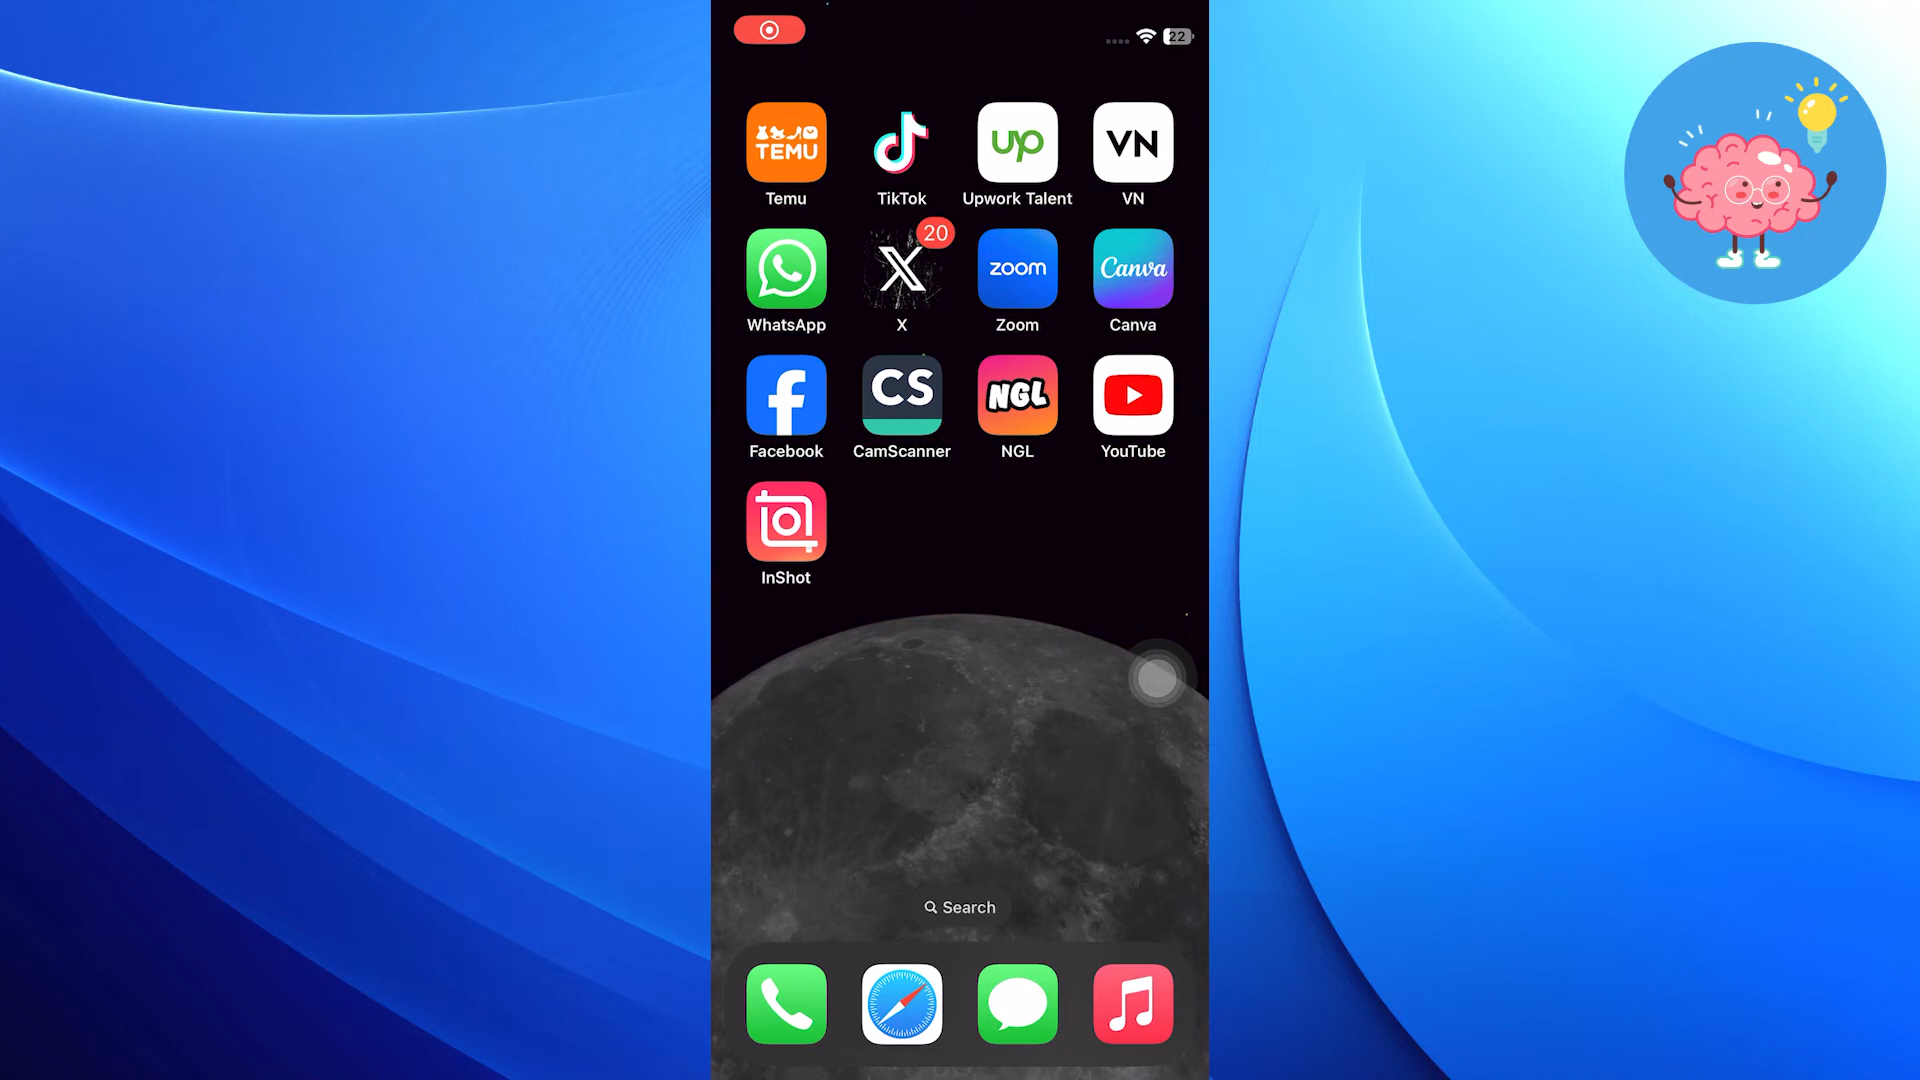 22
TEMU
up
VN
Temu
TikTok
Upwork Talent
VN
20
X
zoom
Canva
WhatsApp
X
Zoom
Canva
CS
NGL
Facebook
CamScanner
NGL
YouTube
InShot
Search